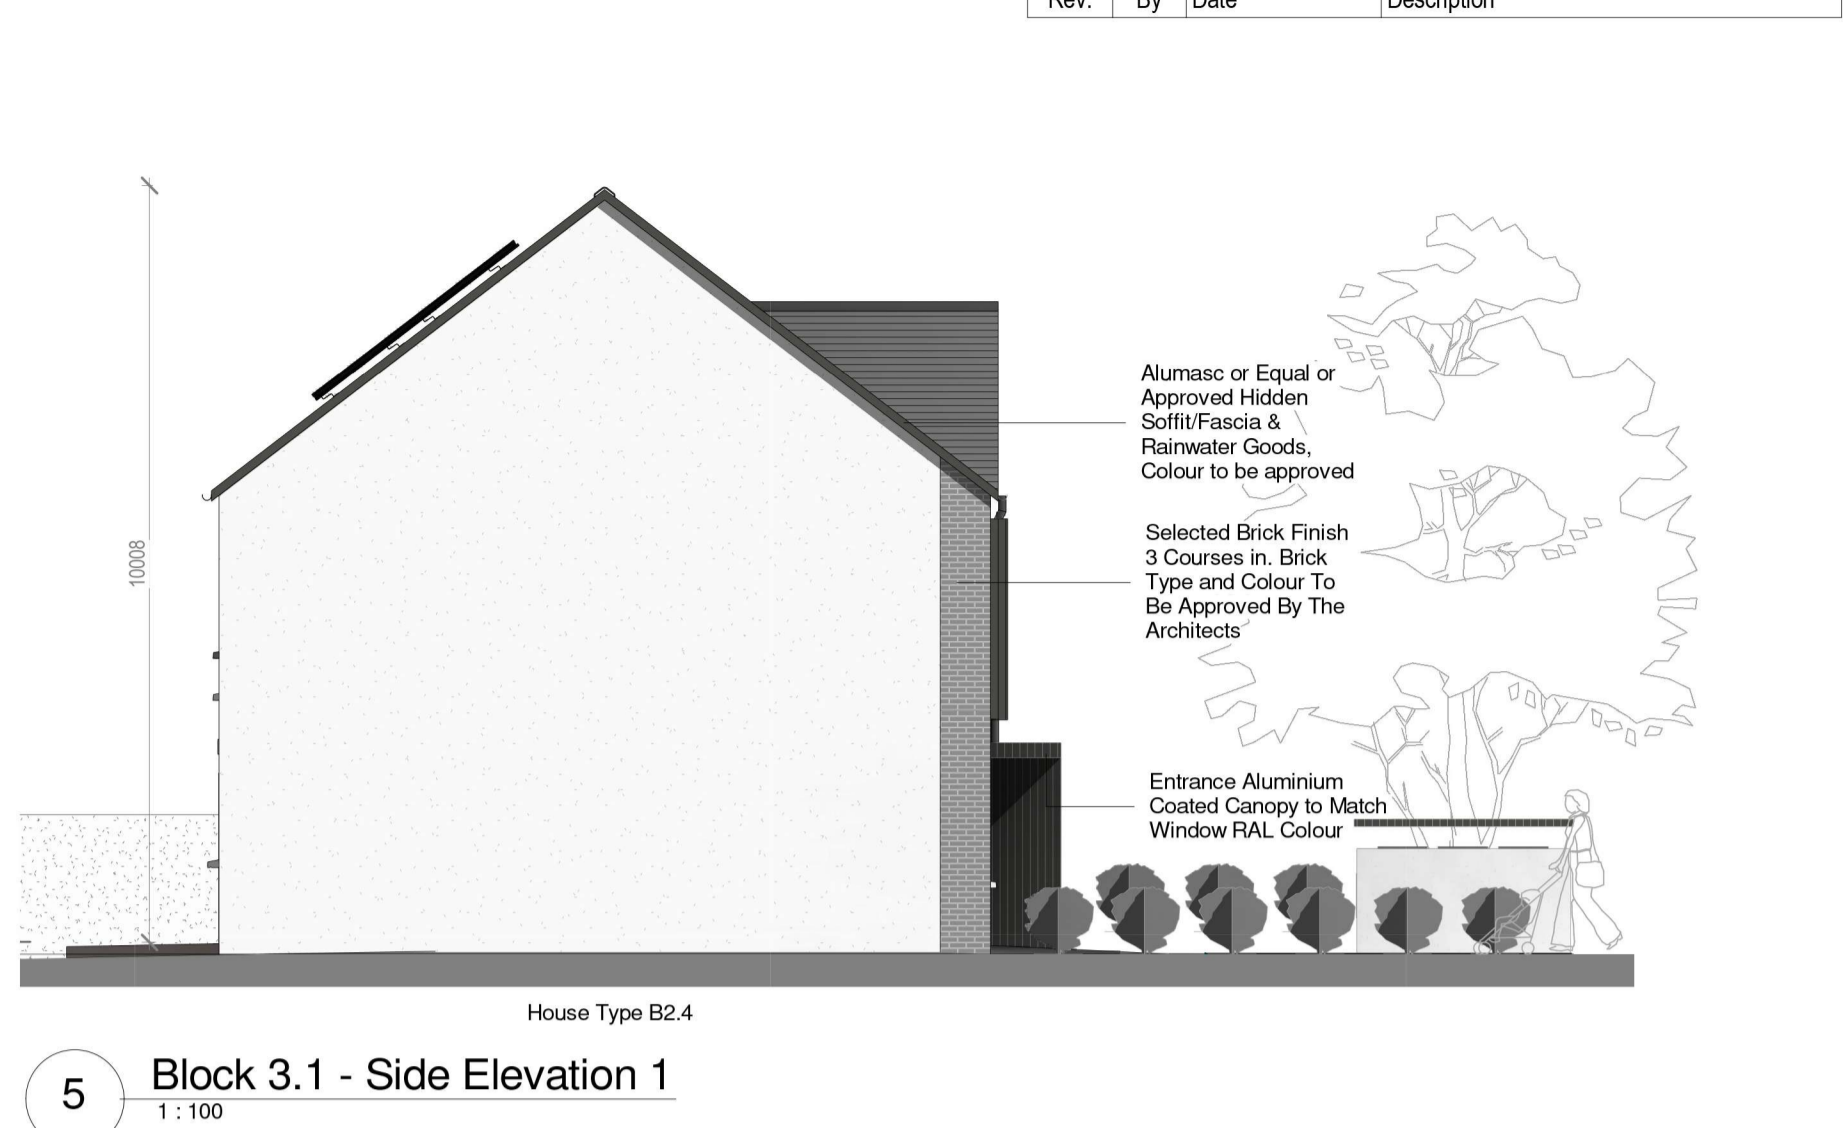 Rev. By Date Description
Alumasc or Equal or
Approved Hidden
Soffit/Fascia &
Rainwater Goods,
Colour to be approved
Selected Brick Finish
3 Courses in. Brick
Type and Colour To
Be Approved By The
Architects
10008
Entrance Aluminium
Coated Canopy to Match
Window RAL Colour
House Type B2.4
5
Block 3.1 - Side Elevation 1
1 : 100